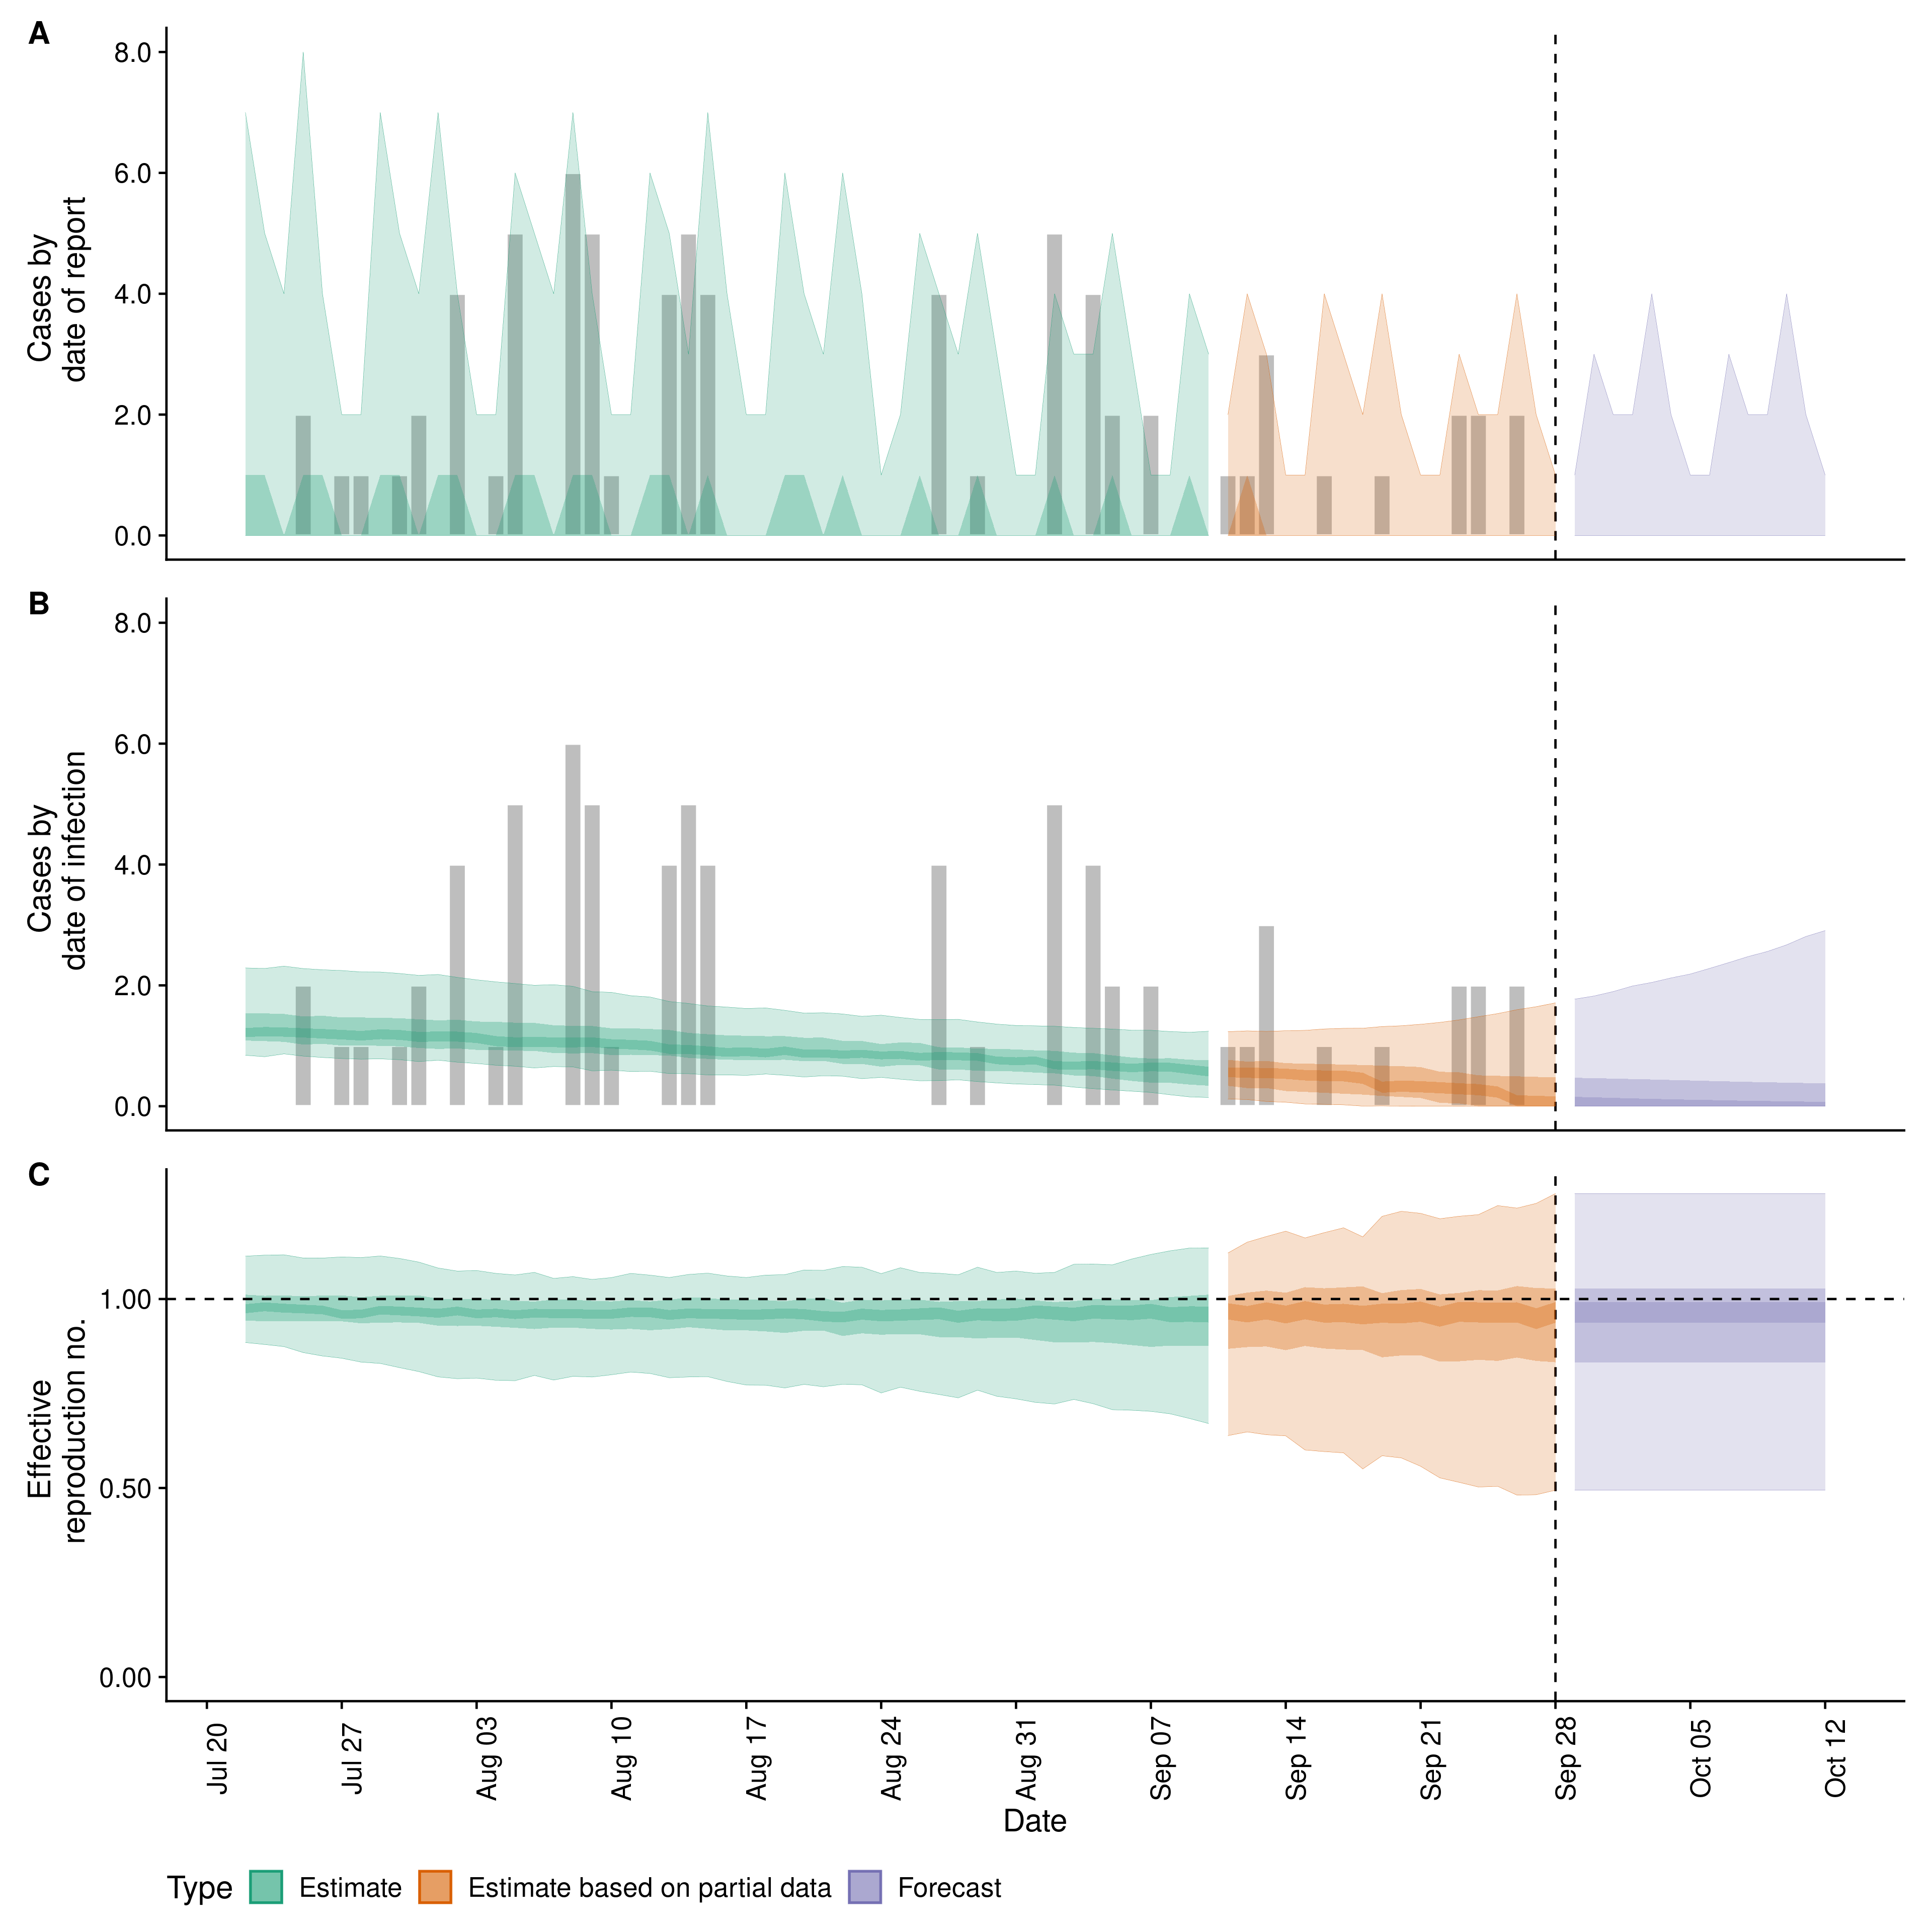 A
8.0
6.0
4.0
2.0
0.0
Cases by
date of report
B
8.0
6.0
4.0
2.0
0.0
Cases by
date of infection
C
1.00
0.50
0.00
Effective
reproduction no.
Jul 20
Jul 27
Aug 03
Aug 10
Aug 17
Aug 24
Aug 31
Sep 07
Sep 14
Sep 21
Sep 28
Oct 05
Oct 12
Date
Type Estimate Estimate based on partial data Forecast